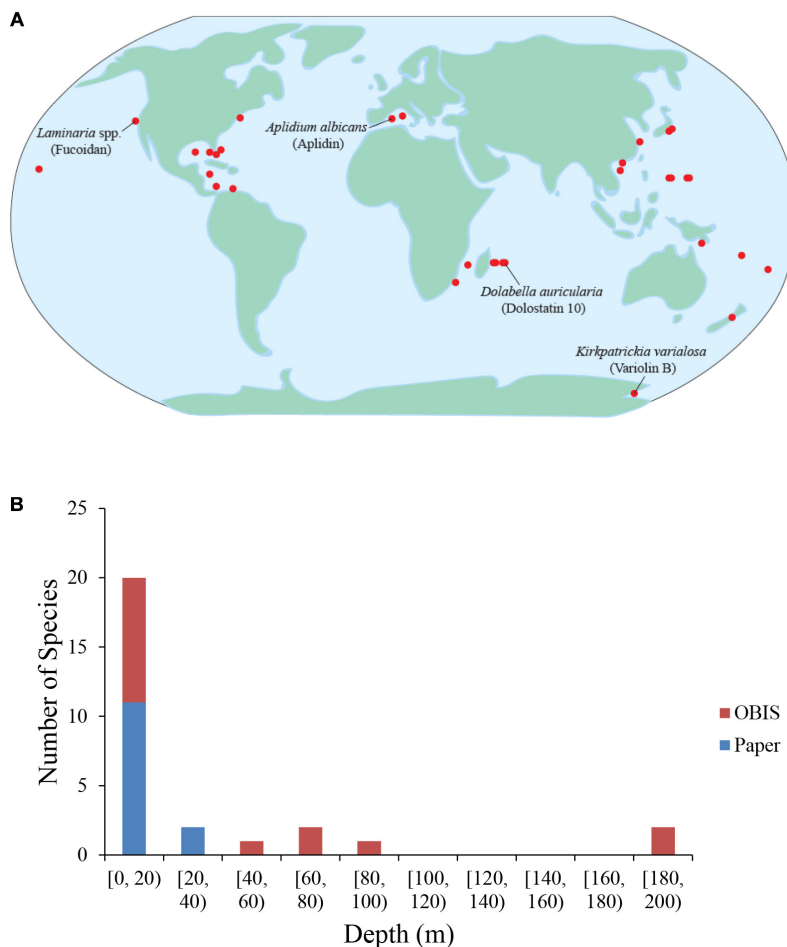 A
Laminaria spp.
(Fucoidan)
Aplidium albicans
(Aplidin)
Dolabella auricularia
(Dolostatin 10)
Kirkpatrickia varialosa
(Variolin B)
B
Number of Species
25
20
15
10
5
0
[0, 20)
[20,
40)
[40,
60)
[60,
80)
[80,
100)
[100,
120)
[120,
140)
[140,
160)
[160,
180)
[180,
200)
Depth (m)
OBIS
Paper